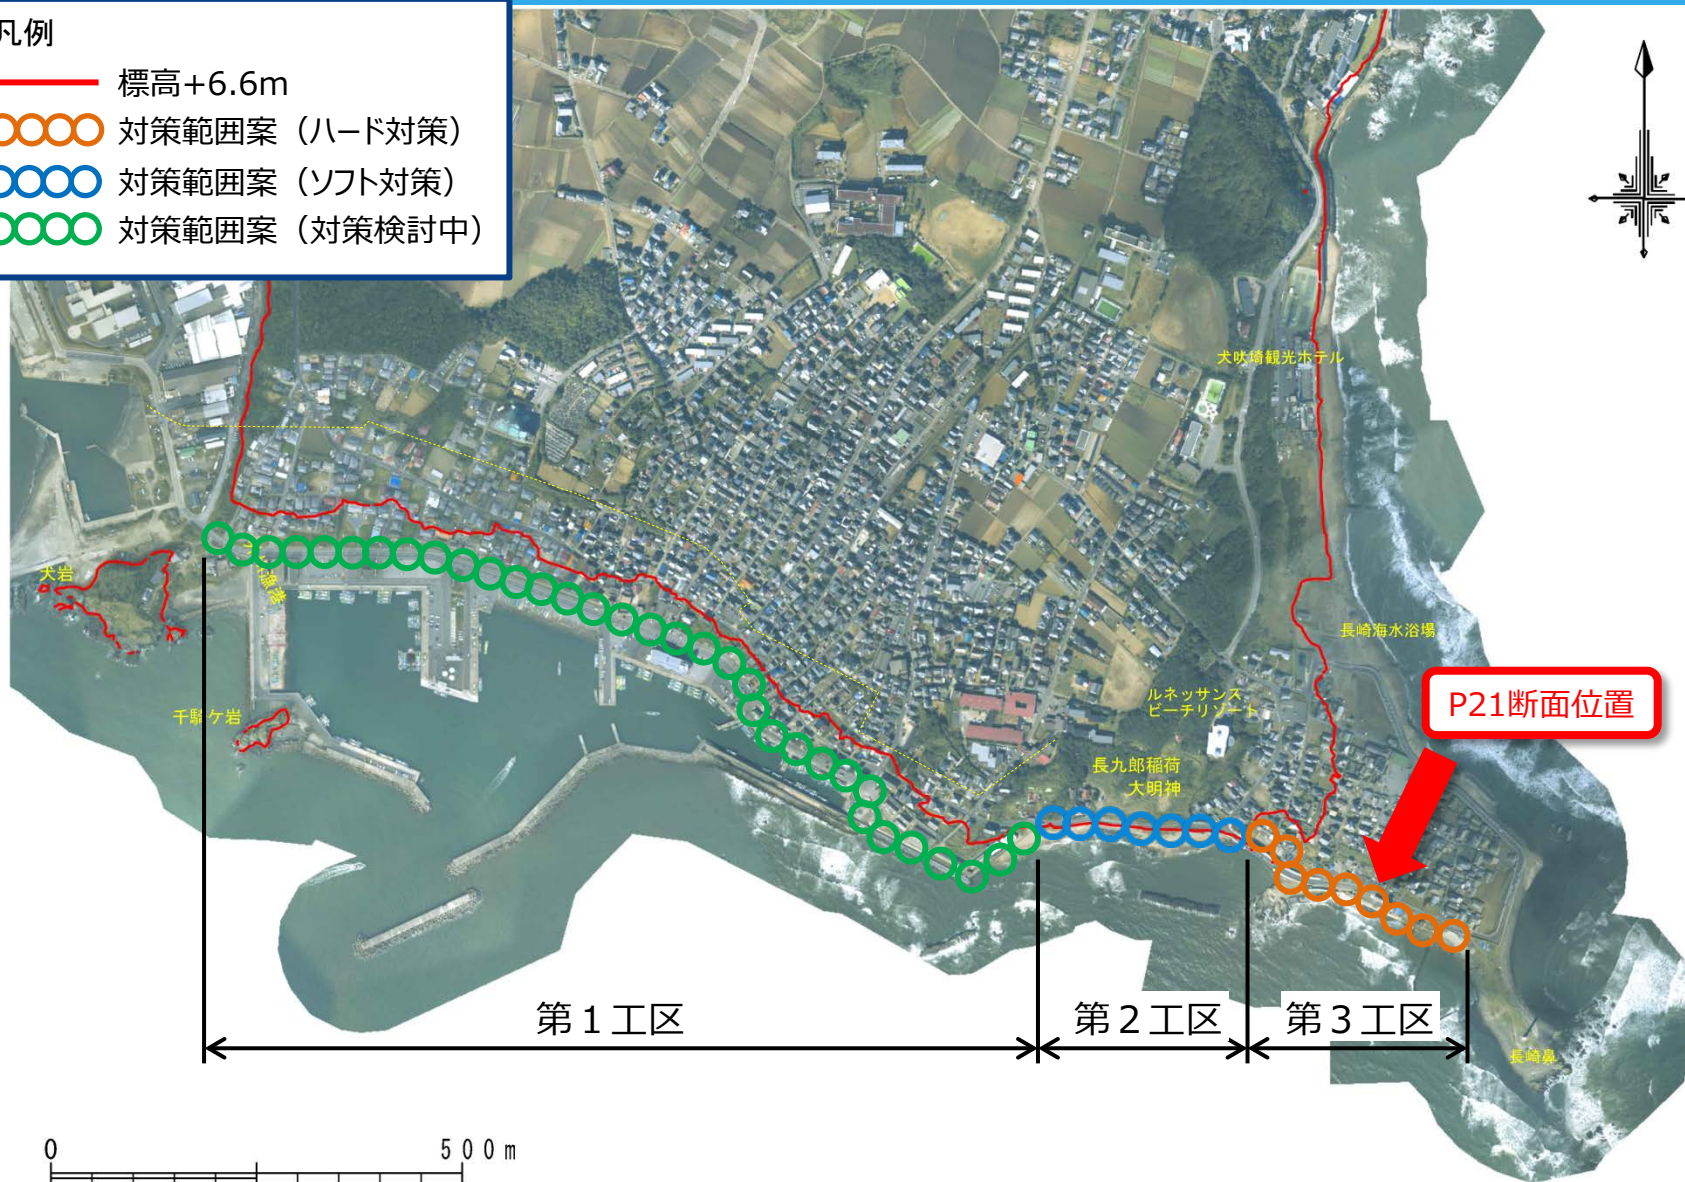 凡例
標高+6.6m
対策範囲案（ハード対策）
対策範囲案（ソフト対策）
対策範囲案（対策検討中）
犬吠埼観光ホテル
犬岩
漁港
長崎海水浴場
千騎ケ岩
ルネッサンス
ビーチリゾート
P21断面位置
長九郎稲荷
大明神
第１工区
第２工区
第３工区
長崎鼻
0
500m